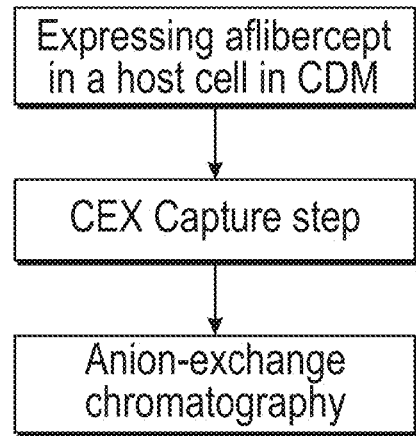 Expressing aflibercept
in a host cell in CDM
CEX Capture step
Anion-exchange
chromatography